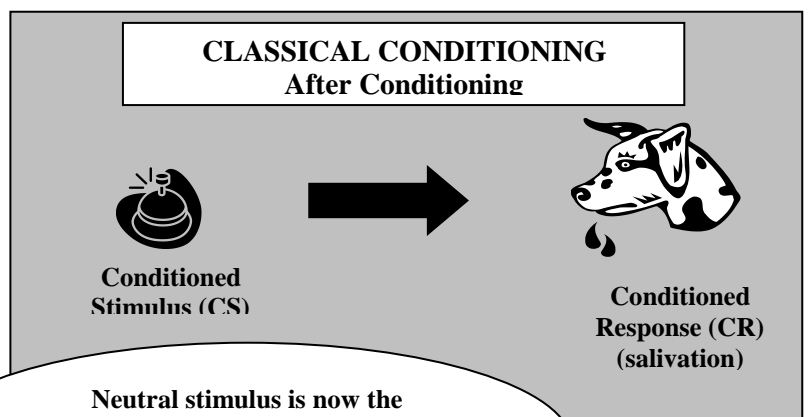 CLASSICAL CONDITIONING
After Conditioning
Conditioned
Stimulus (CS)
Conditioned
Response (CR)
(salivation)
Neutral stimulus is now the